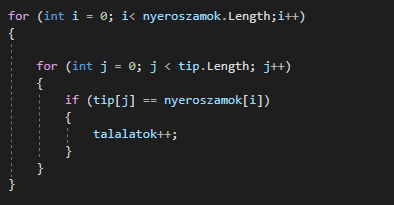 for (int i = 0; i< nyeroszamok.Length;i++)
{
for (int j = 0; j < tip.Length; j++)
{
if (tip[j] == nyeroszamok[i])
{
talalatok++;
}
}
}